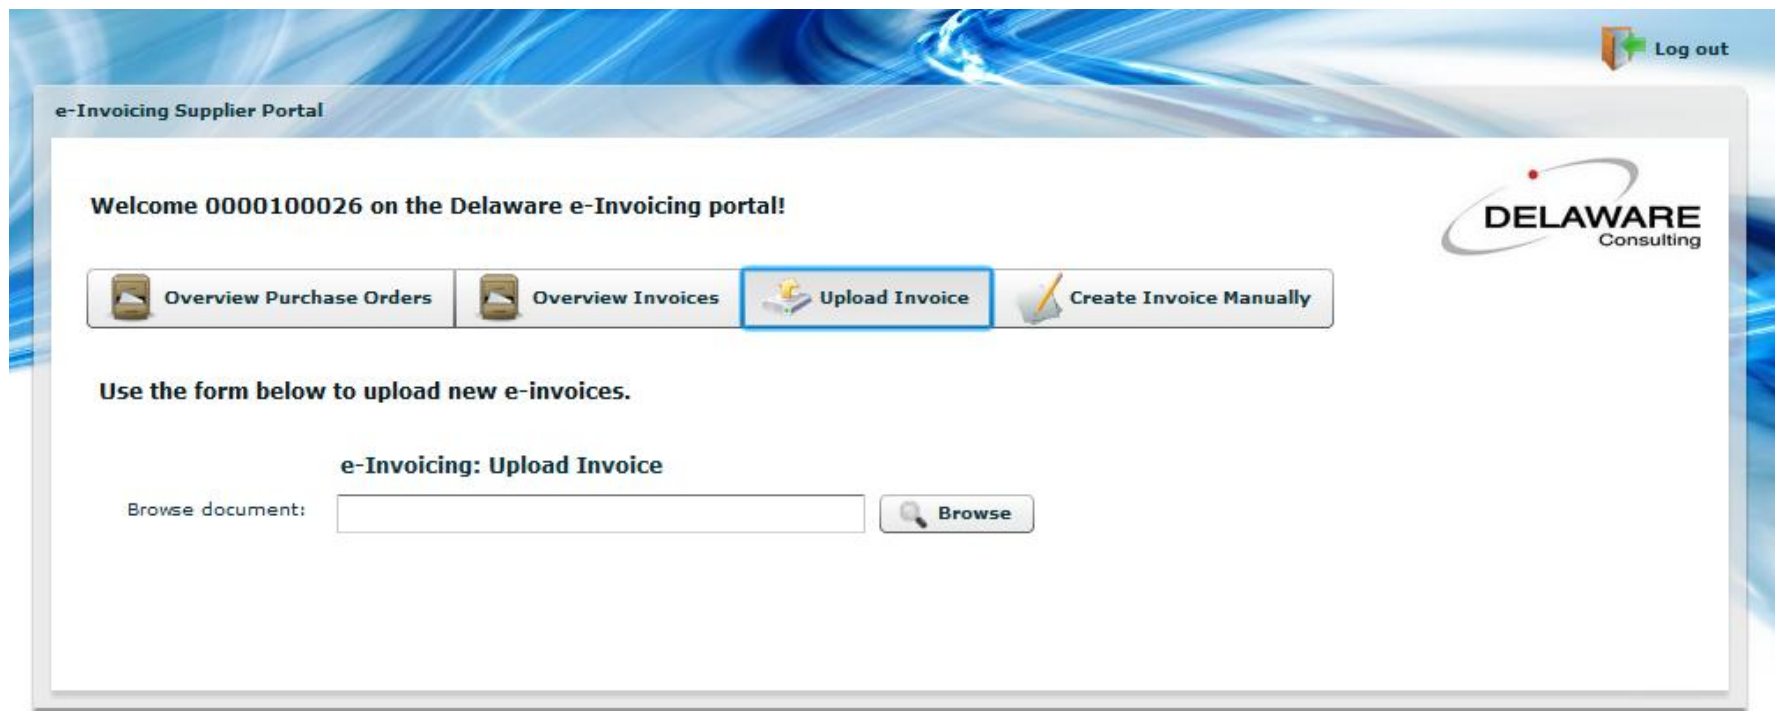 Log out
e-Invoicing Supplier Portal
Welcome 0000100026 on the Delaware e-Invoicing portal!
DELAWARE
Consulting
Overview Purchase Orders Overview Invoices Upload Invoice Create Invoice Manually
Use the form below to upload new e-invoices.
e-Invoicing: Upload Invoice
Browse document: Browse